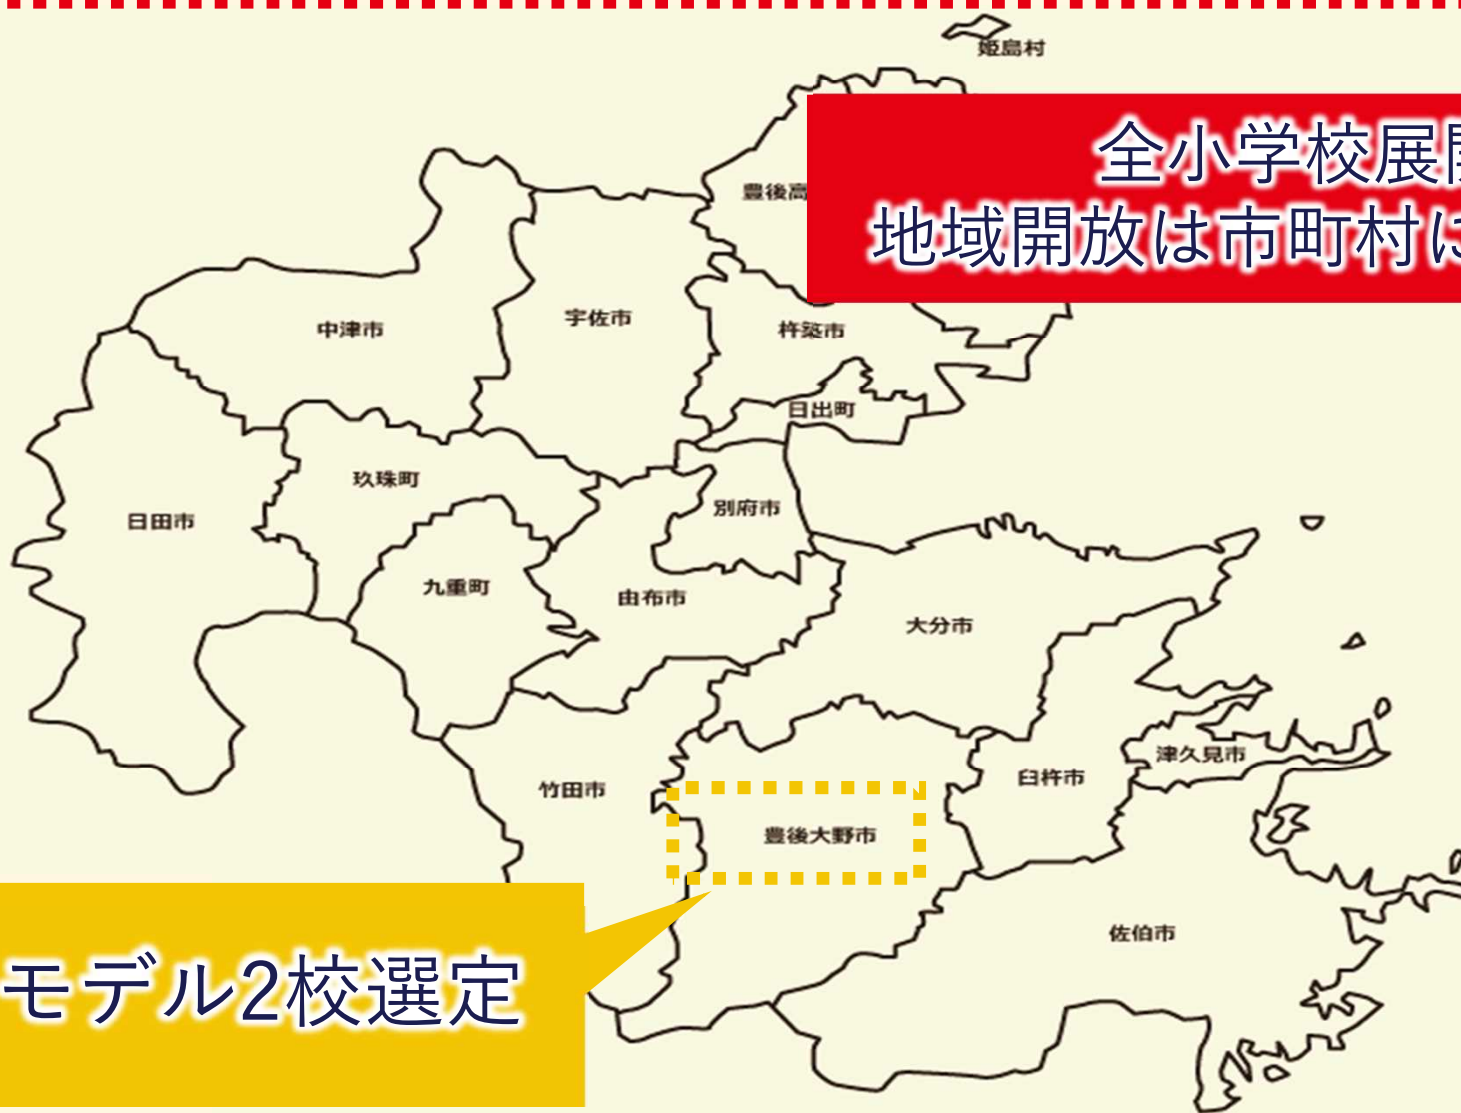 姫島村
全小学校展開
地域開放は市町村に
豊後高
中津市
宇佐市
杵築市
日出町
玖珠町
別府市
日田市
九重町
由布市
大分市
津久見市
臼杵市
竹田市
豊後大野市
佐伯市
モデル2校選定